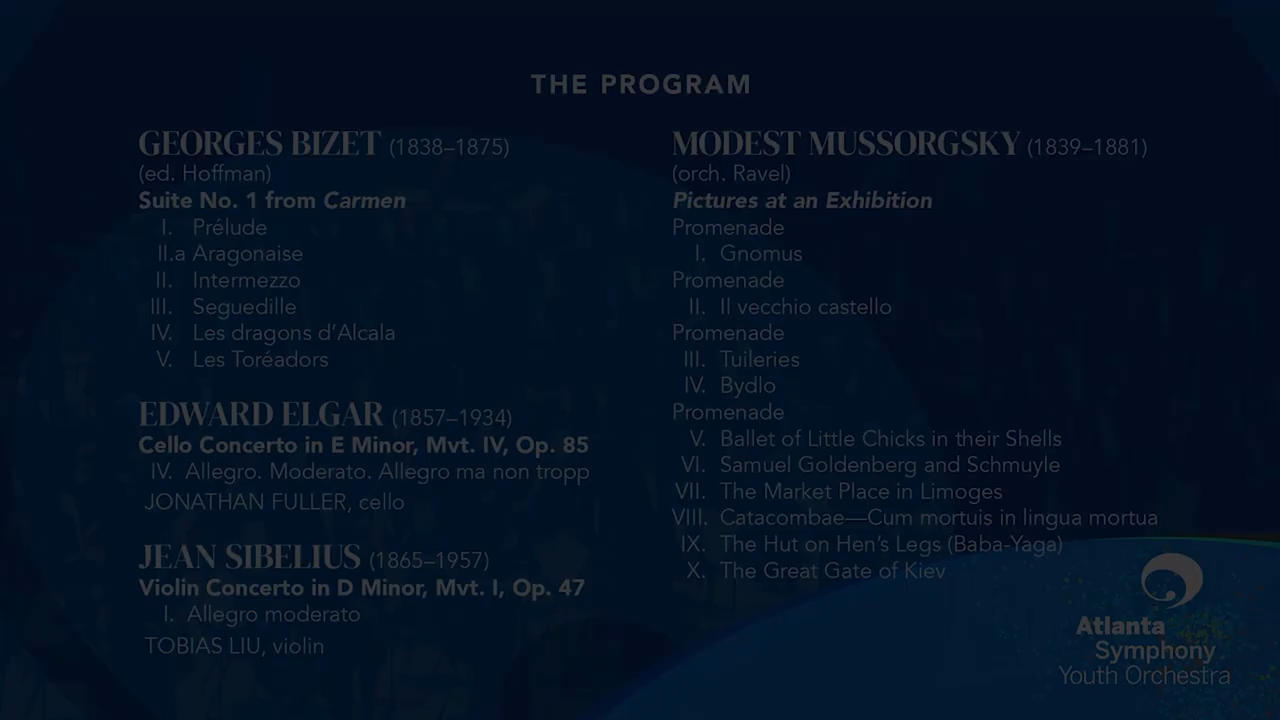 THE PROGRAM
GEORGES BIZET (1838–1875)
(ed. Hoffman)
Suite No. 1 from Carmen
I. Prélude
II.a Aragonaise
II. Intermezzo
III. Seguedille
IV. Les dragons d'Alcala
V. Les Toréadors
EDWARD ELGAR (1857–1934)
Cello Concerto in E Minor, Mvt. IV, Op. 85
IV. Allegro. Moderato. Allegro ma non tropp
JONATHAN FULLER, cello
JEAN SIBELIUS (1865–1957)
Violin Concerto in D Minor, Mvt. I, Op. 47
I. Allegro moderato
TOBIAS LIU, violin
MODEST MUSSORGSKY (1839–1881)
(orch. Ravel)
Pictures at an Exhibition
Promenade
I. Gnomus
Promenade
II. Il vecchio castello
Promenade
III. Tuileries
IV. Bydlo
Promenade
V. Ballet of Little Chicks in their Shells
VI. Samuel Goldenberg and Schmuyle
VII. The Market Place in Limoges
VIII. Catacombae—Cum mortuis in lingua mortua
IX. The Hut on Hen's Legs (Baba-Yaga)
X. The Great Gate of Kiev
Atlanta
Symphony
Youth Orchestra